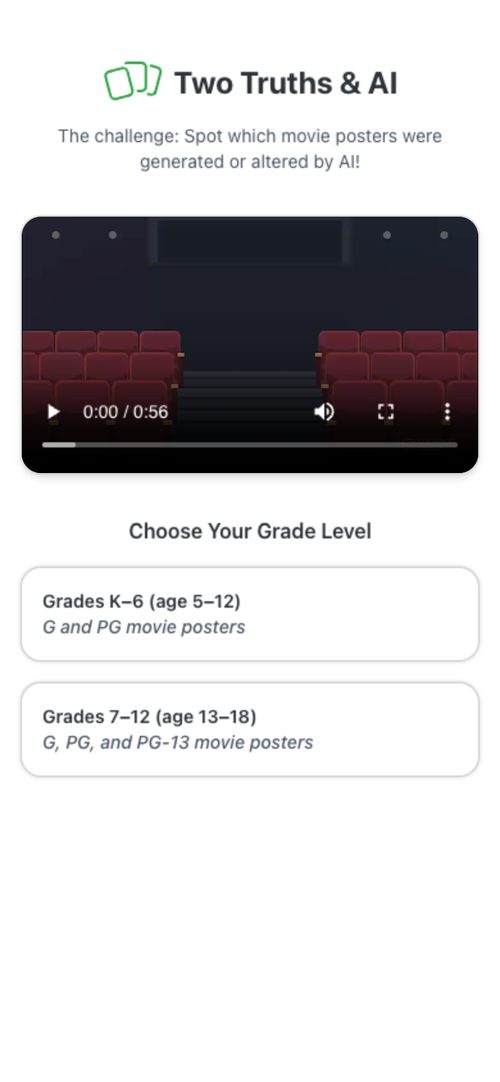 Two Truths & AI
The challenge: Spot which movie posters were
generated or altered by AI!
0:00 / 0:56
Choose Your Grade Level
Grades K–6 (age 5–12)
G and PG movie posters
Grades 7–12 (age 13–18)
G, PG, and PG-13 movie posters